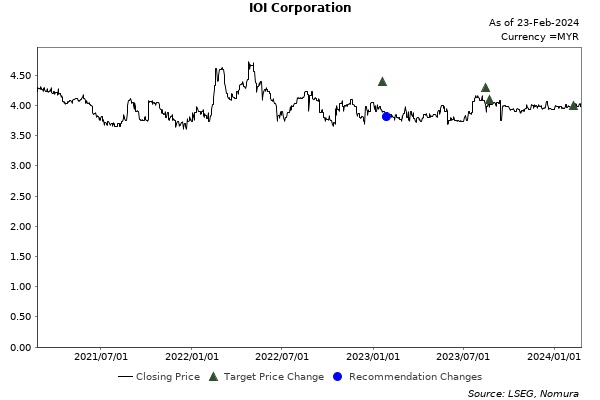 IOI Corporation
As of 23-Feb-2024
Currency =MYR
4.50
4.00
3.50
3.00
2.50
2.00
1.50
1.00
0.50
0.00
2021/07/01 2022/01/01 2022/07/01 2023/01/01 2023/07/01 2024/01/01
Closing Price Target Price Change Recommendation Changes
Source: LSEG, Nomura